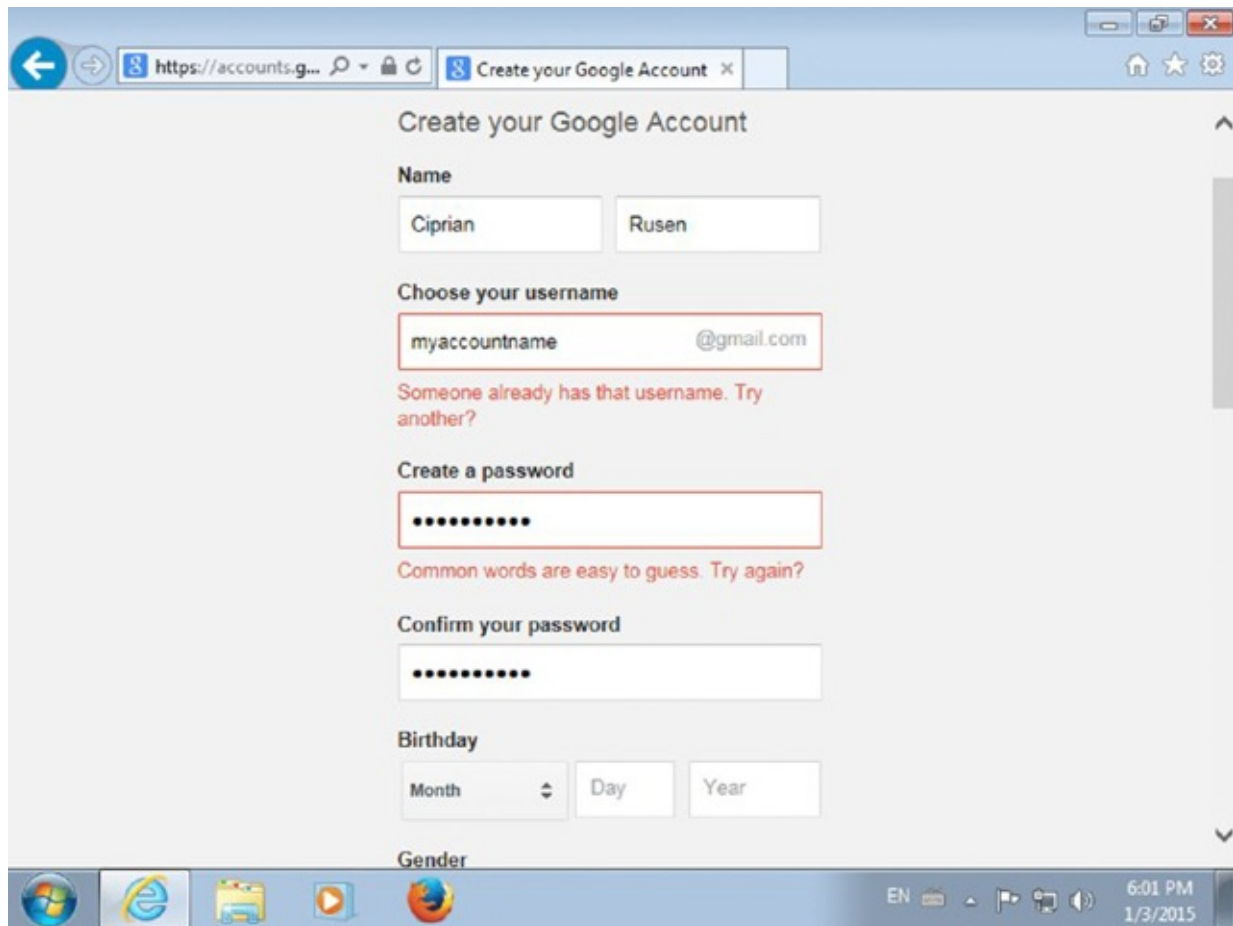 https://accounts.g...
Create your Google Account
Create your Google Account
Name
Ciprian Rusen
Choose your username
myaccountname @gmail.com
Someone already has that username. Try
another?
Create a password
••••••••••
Common words are easy to guess. Try again?
Confirm your password
••••••••••
Birthday
Month Day Year
Gender
EN 6:01 PM
1/3/2015